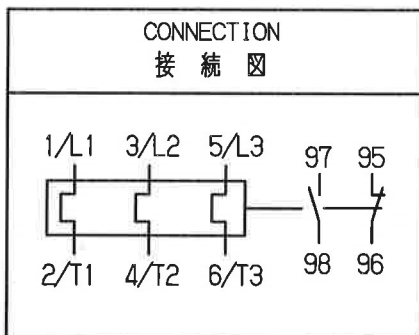 CONNECTION
接 続 図
1/L1 3/L2 5/L3 97 95
2/T1 4/T2 6/T3 98 96